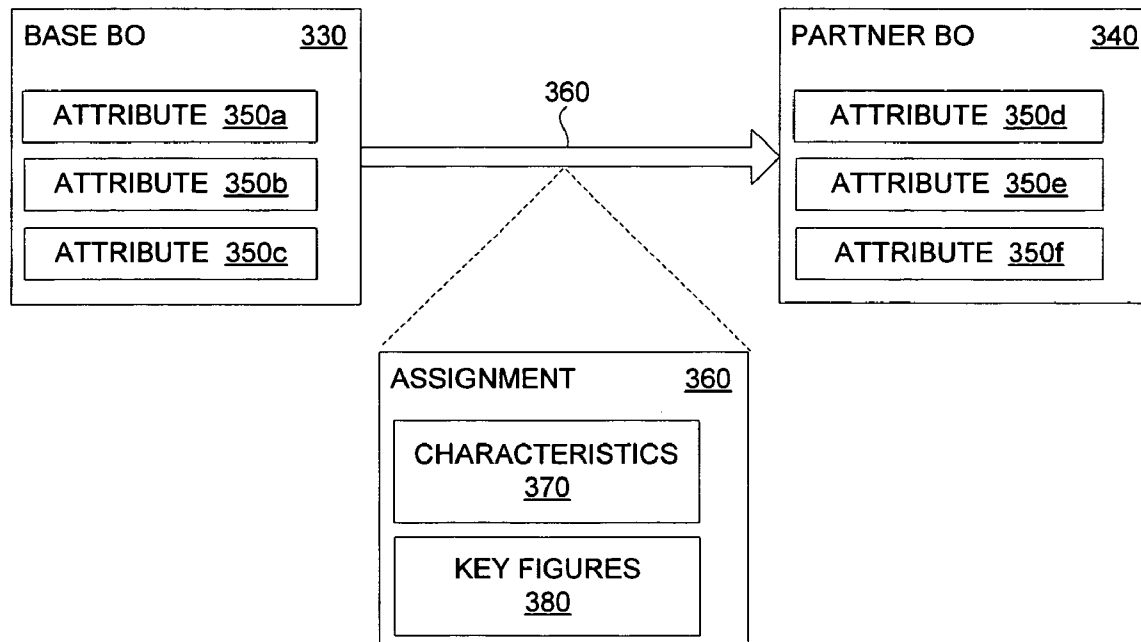 BASE BO 330
ATTRIBUTE 350a
ATTRIBUTE 350b
ATTRIBUTE 350c
360
PARTNER BO 340
ATTRIBUTE 350d
ATTRIBUTE 350e
ATTRIBUTE 350f
ASSIGNMENT 360
CHARACTERISTICS
370
KEY FIGURES
380